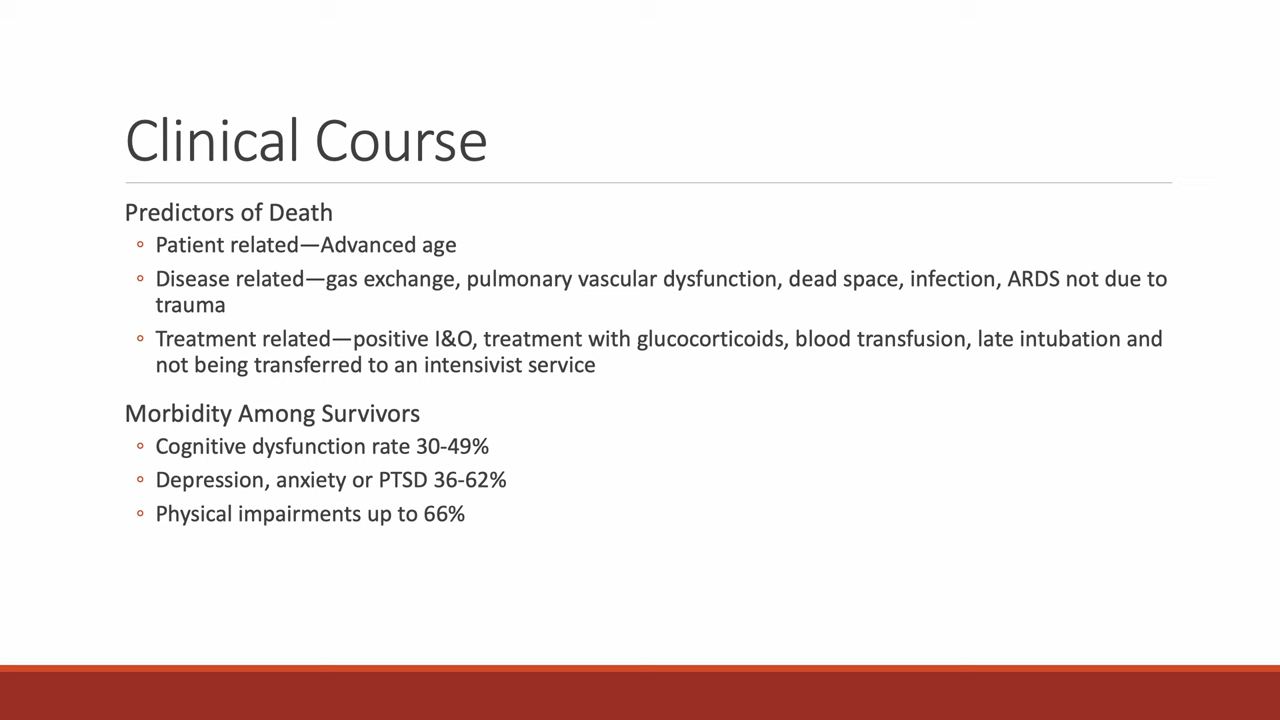 Clinical Course
Predictors of Death
◦ Patient related—Advanced age
◦ Disease related—gas exchange, pulmonary vascular dysfunction, dead space, infection, ARDS not due to
trauma
◦ Treatment related—positive I&O, treatment with glucocorticoids, blood transfusion, late intubation and
not being transferred to an intensivist service
Morbidity Among Survivors
◦ Cognitive dysfunction rate 30-49%
◦ Depression, anxiety or PTSD 36-62%
◦ Physical impairments up to 66%